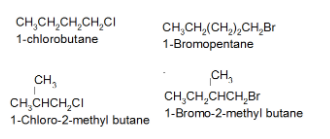 CH₃CH₂CH₂CH₂Cl
1-chlorobutane
CH₃CH₂(CH₂)₂CH₂Br
1-Bromopentane
CH₃
CH₃CHCH₂Cl
1-Chloro-2-methyl butane
CH₃
CH₃CH₂CHCH₂Br
1-Bromo-2-methyl butane